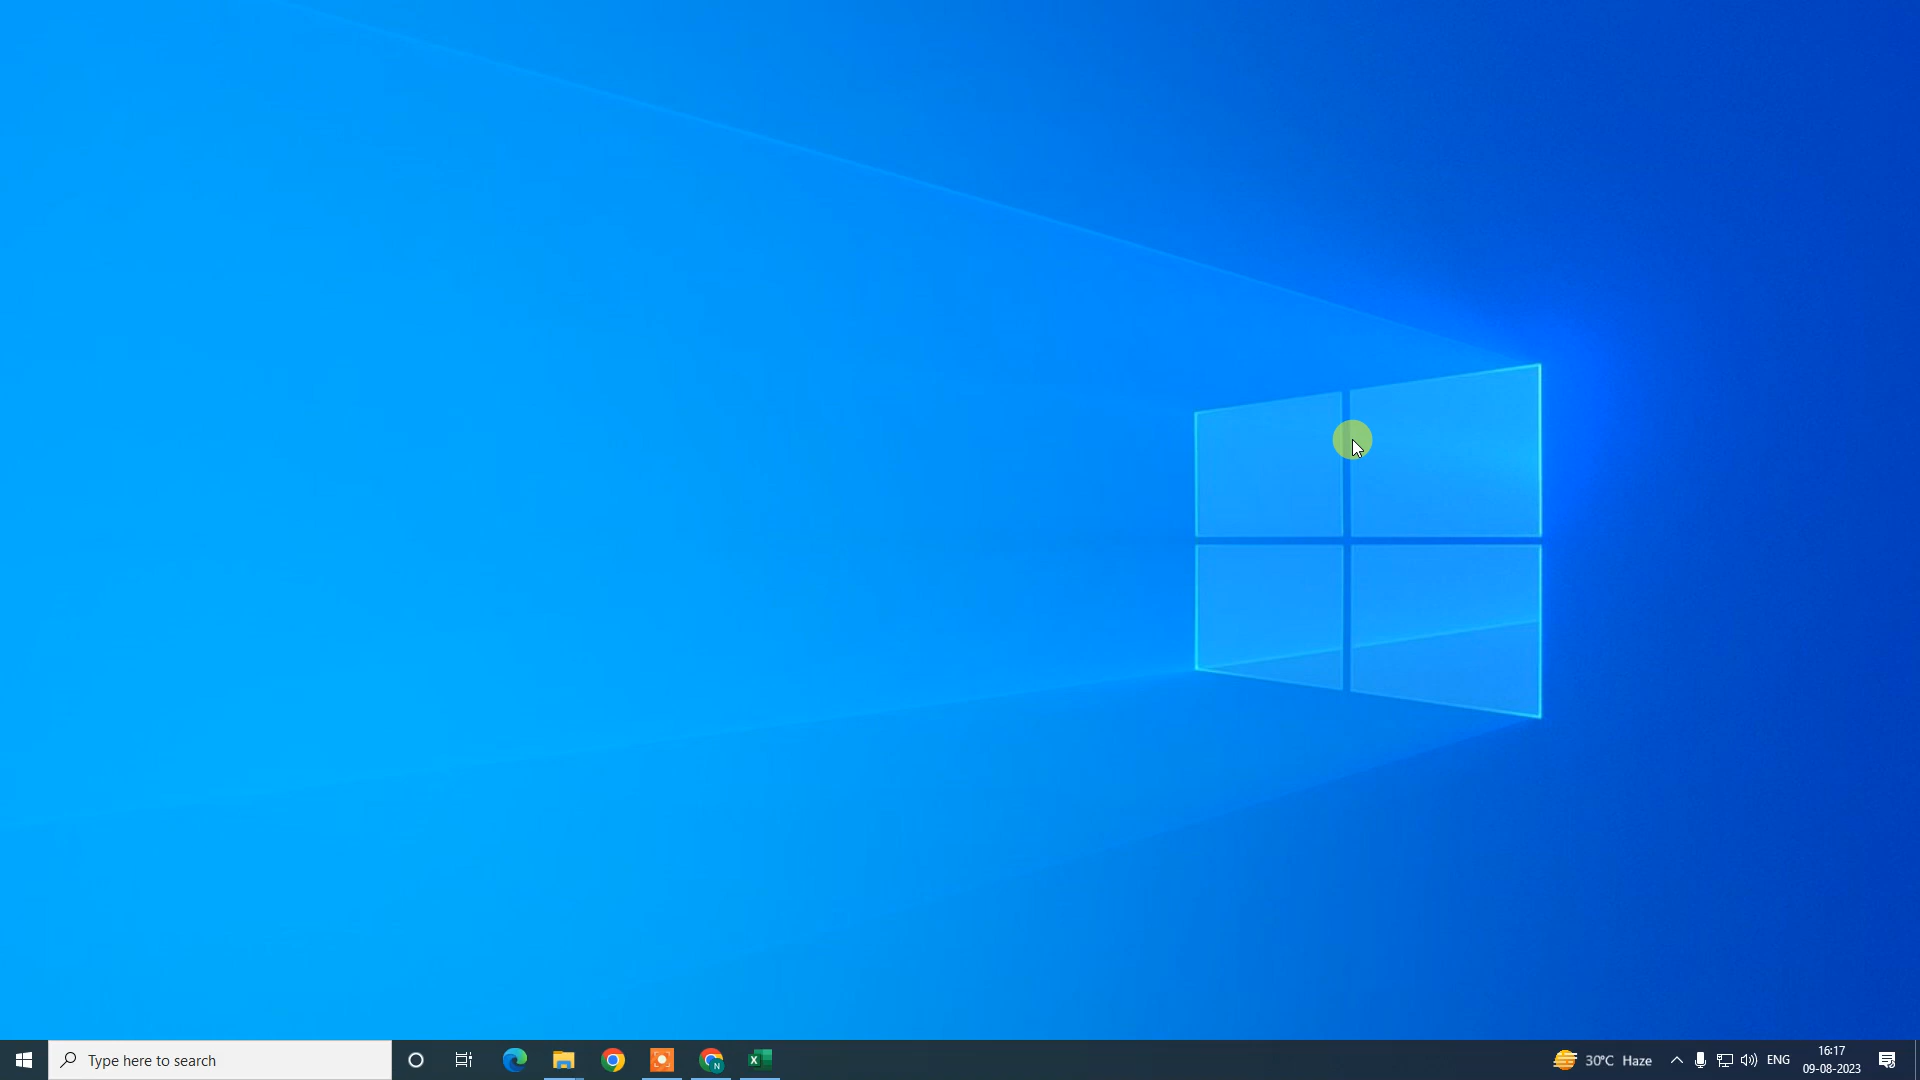 Type here to search
N
X
30°C Haze
ENG
16:17
09-08-2023